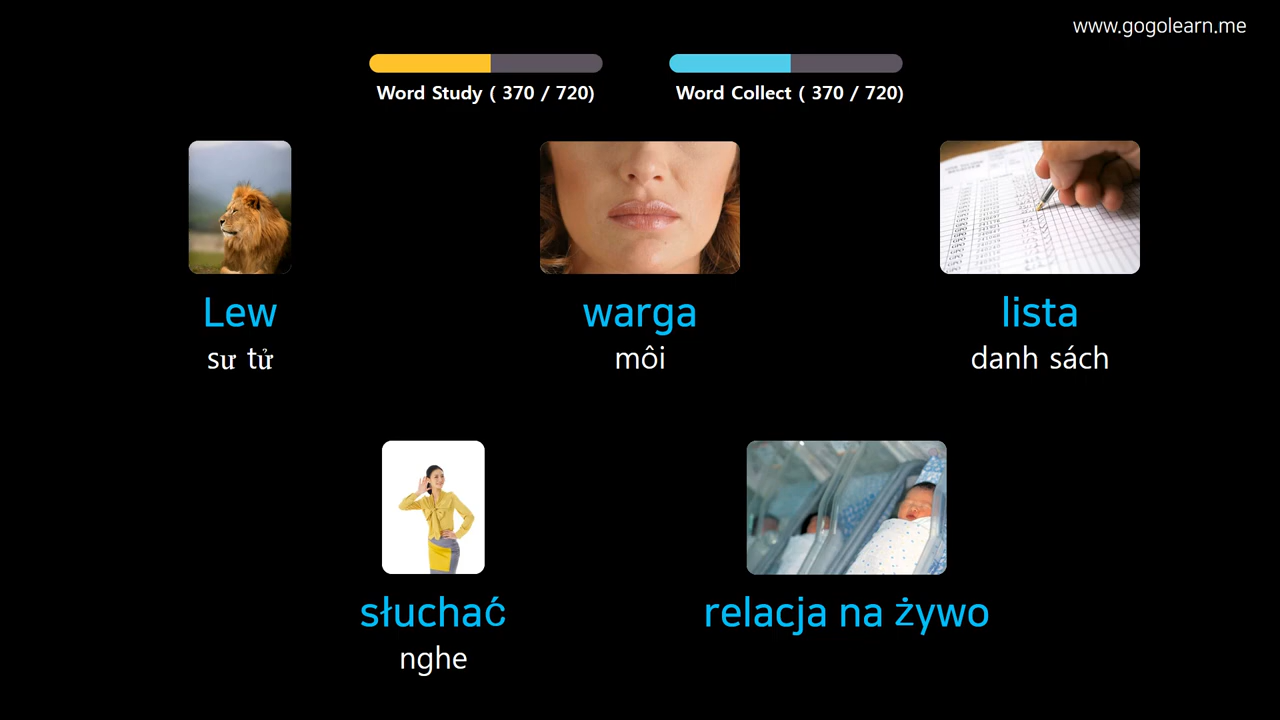 www.gogolearn.me
Word Study ( 370 / 720)
Word Collect ( 370 / 720)
Lew
sư tử
warga
môi
lista
danh sách
słuchać
nghe
relacja na żywo